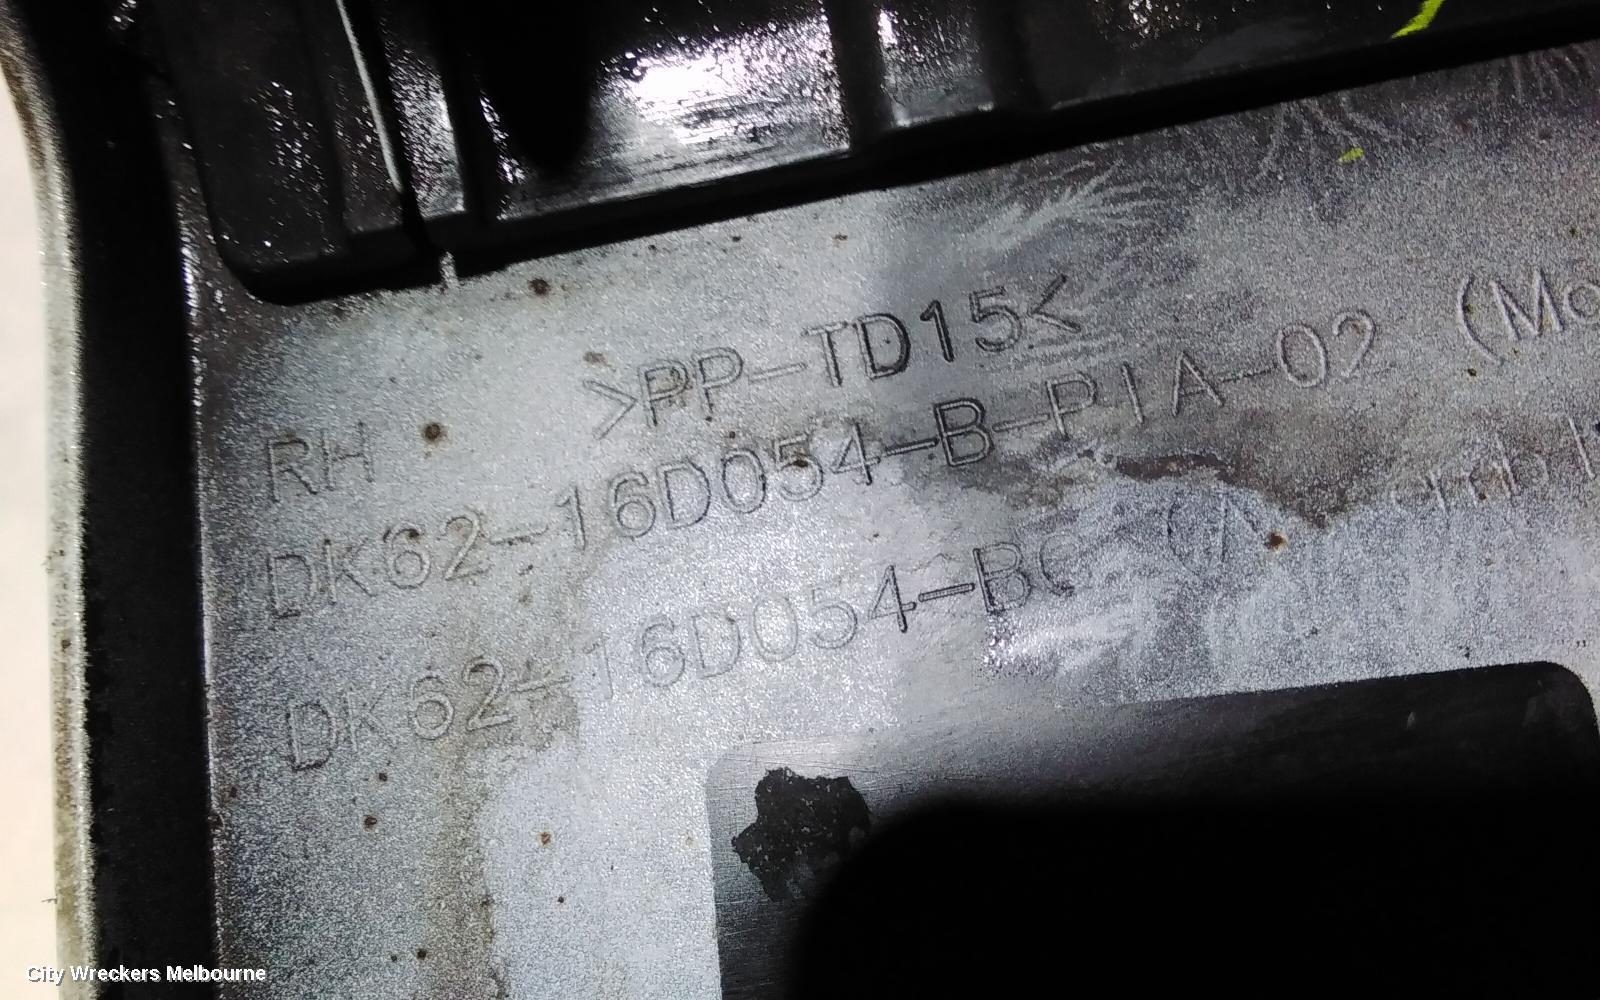 >PP-TD15<
RH
DK62-16D054-B-PIA-02 (Mo
DK62-16D054-BC
City Wreckers Melbourne